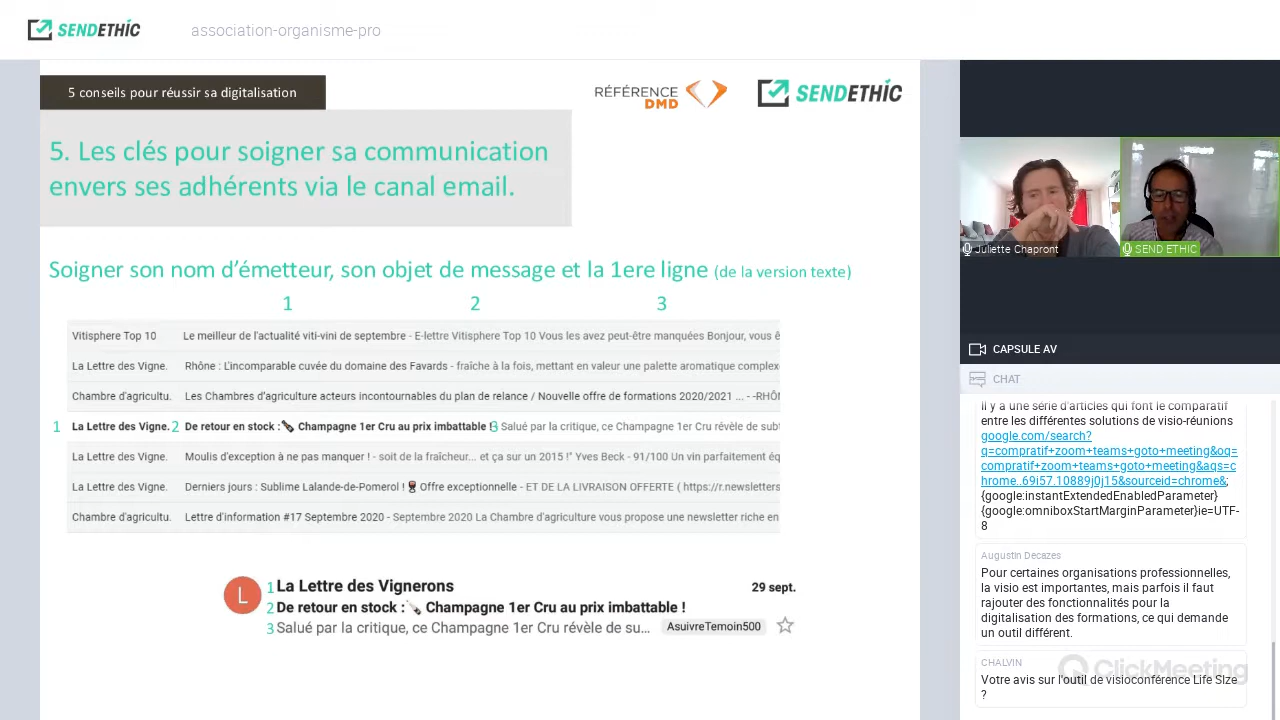 SENDETHIC association-organisme-pro
5 conseils pour réussir sa digitalisation
RÉFÉRENCE
DMD
SENDETHIC
5. Les clés pour soigner sa communication
envers ses adhérents via le canal email.
Soigner son nom d'émetteur, son objet de message et la 1ere ligne (de la version texte)
1 2 3
Vitisphere Top 10 Le meilleur de l'actualité viti-vini de septembre - E-lettre Vitisphere Top 10 Vous les avez peut-être manquées Bonjour, vous ê
La Lettre des Vigne. Rhône : L'incomparable cuvée du domaine des Favards - fraîche à la fois, mettant en valeur une palette aromatique complex
Chambre d'agricultu. Les Chambres d'agriculture acteurs incontournables du plan de relance / Nouvelle offre de formations 2020/2021 ... - -RHÔN
1 La Lettre des Vigne. 2 De retour en stock : Champagne 1er Cru au prix imbattable ! 3 Salué par la critique, ce Champagne 1er Cru révèle de subt
La Lettre des Vigne. Moulis d'exception à ne pas manquer ! - soit de la fraîcheur... et ça sur un 2015 !" Yves Beck - 91/100 Un vin parfaitement éq
La Lettre des Vigne. Derniers jours : Sublime Lalande-de-Pomerol ! Offre exceptionnelle - ET DE LA LIVRAISON OFFERTE ( https://r.newsletters
Chambre d'agricultu. Lettre d'information #17 Septembre 2020 - Septembre 2020 La Chambre d'agriculture vous propose une newsletter riche en
L
1 La Lettre des Vignerons 29 sept.
2 De retour en stock : Champagne 1er Cru au prix imbattable !
3 Salué par la critique, ce Champagne 1er Cru révèle de su... AsuivreTemoin500
Juliette Chapront SEND ETHIC
CAPSULE AV
CHAT
Il y a une série d'articles qui font le comparatif
entre les différentes solutions de visio-réunions
google.com/search?
q=compratif+zoom+teams+goto+meeting&oq=
compratif+zoom+teams+goto+meeting&aqs=c
hrome..69i57.10889j0j15&sourceid=chrome&;
{google:instantExtendedEnabledParameter}
{google:omniboxStartMarginParameter}ie=UTF-
8
Augustin Decazes
Pour certaines organisations professionnelles,
la visio est importantes, mais parfois il faut
rajouter des fonctionnalités pour la
digitalisation des formations, ce qui demande
un outil différent.
CHALVIN
ClickMeeting
Votre avis sur l'outil de visioconférence Life SIze
?